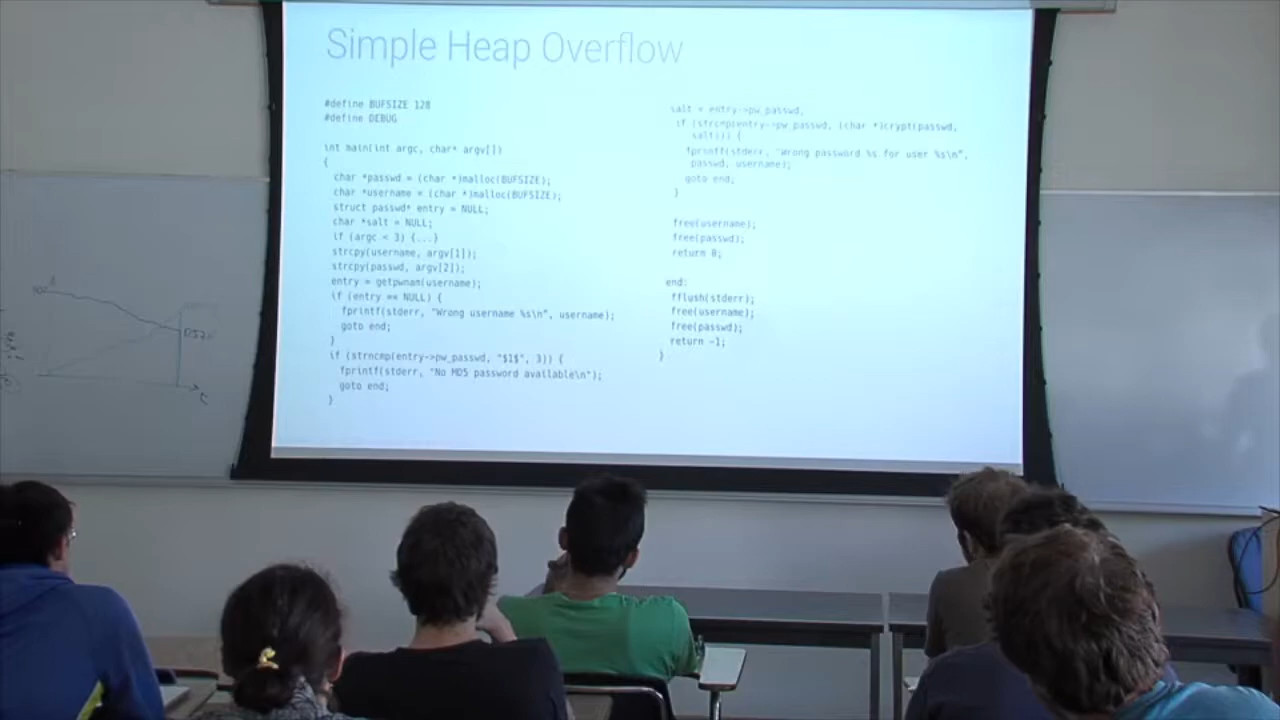 Simple Heap Overflow
#define BUFSIZE 128
#define DEBUG
int main(int argc, char* argv[])
{
char *passwd = (char *)malloc(BUFSIZE);
char *username = (char *)malloc(BUFSIZE);
struct passwd* entry = NULL;
char *salt = NULL;
if (argc < 3) {...}
strcpy(username, argv[1]);
strcpy(passwd, argv[2]);
entry = getpwnam(username);
if (entry == NULL) {
fprintf(stderr, "Wrong username %s\n", username);
goto end;
}
if (strncmp(entry->pw_passwd, "$1$", 3)) {
fprintf(stderr, "No MD5 password available\n");
goto end;
}
salt = entry->pw_passwd;
if (strcmp(entry->pw_passwd, (char *)crypt(passwd,
salt))) {
fprintf(stderr, "Wrong password %s for user %s\n",
passwd, username);
goto end;
}
free(username);
free(passwd);
return 0;
end:
fflush(stderr);
free(username);
free(passwd);
return -1;
}